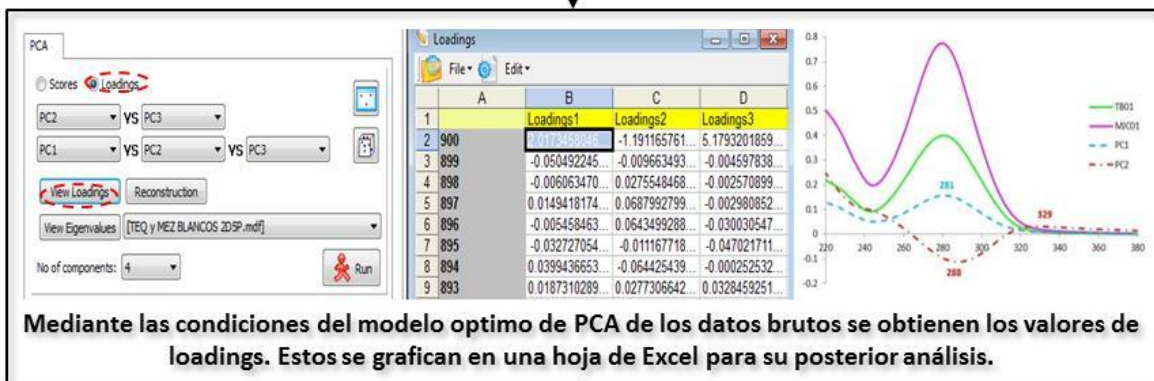 PCA
Scores Loadings
PC2 VS PC3
PC1 VS PC2 VS PC3
View Loadings Reconstruction
View Eigenvalues [TEQ y MEZ BLANCOS 2D5P.mdf]
No of components: 4 Run
Loadings
File Edit
A B C D
1 Loadings1 Loadings2 Loadings3
2 900 -1.191165761... 5.1793201859...
3 899 -0.050492245... -0.009663493... -0.004597838...
4 898 -0.006063470... 0.0275548468... -0.002570899...
5 897 0.0149418174... 0.0687992799... -0.002980852...
6 896 -0.005458463... 0.0643499288... -0.030030547...
7 895 -0.032727054... -0.011167718... -0.047021711...
8 894 0.0399436653... -0.064425439... -0.000252532...
9 893 0.0187310289... 0.0277306642... 0.0328459251...
0.8
0.7
0.6
0.5
0.4
0.3
0.2
0.1
0
-0.1
-0.2
220 240 260 280 300 320 340 360 380
281
329
288
TB01
MJC01
PC1
PC2
Mediante las condiciones del modelo optimo de PCA de los datos brutos se obtienen los valores de
loadings. Estos se grafican en una hoja de Excel para su posterior análisis.